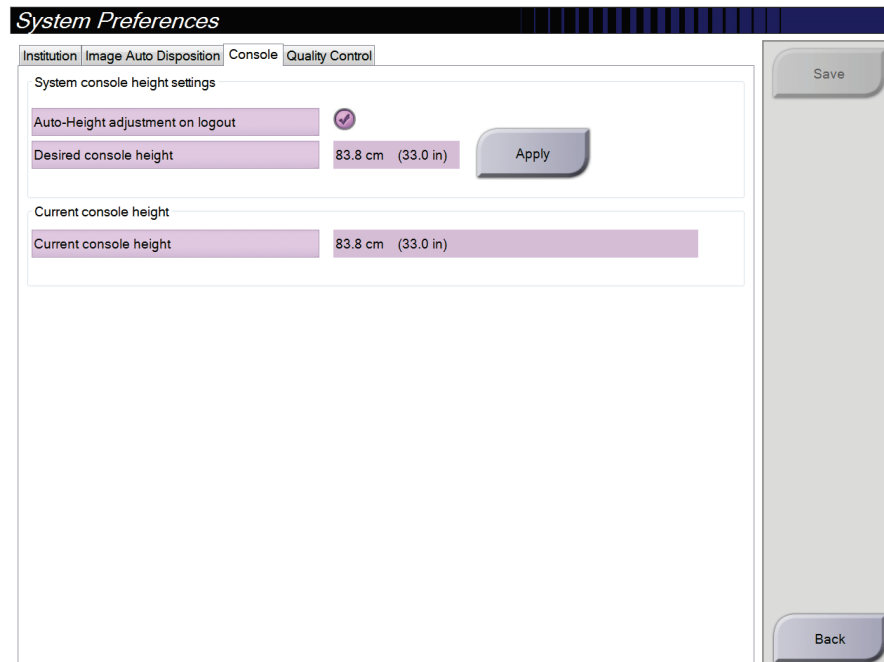 System Preferences
Institution Image Auto Disposition Console Quality Control
Save
System console height settings
Auto-Height adjustment on logout
Desired console height 83.8 cm (33.0 in) Apply
Current console height
Current console height 83.8 cm (33.0 in)
Back